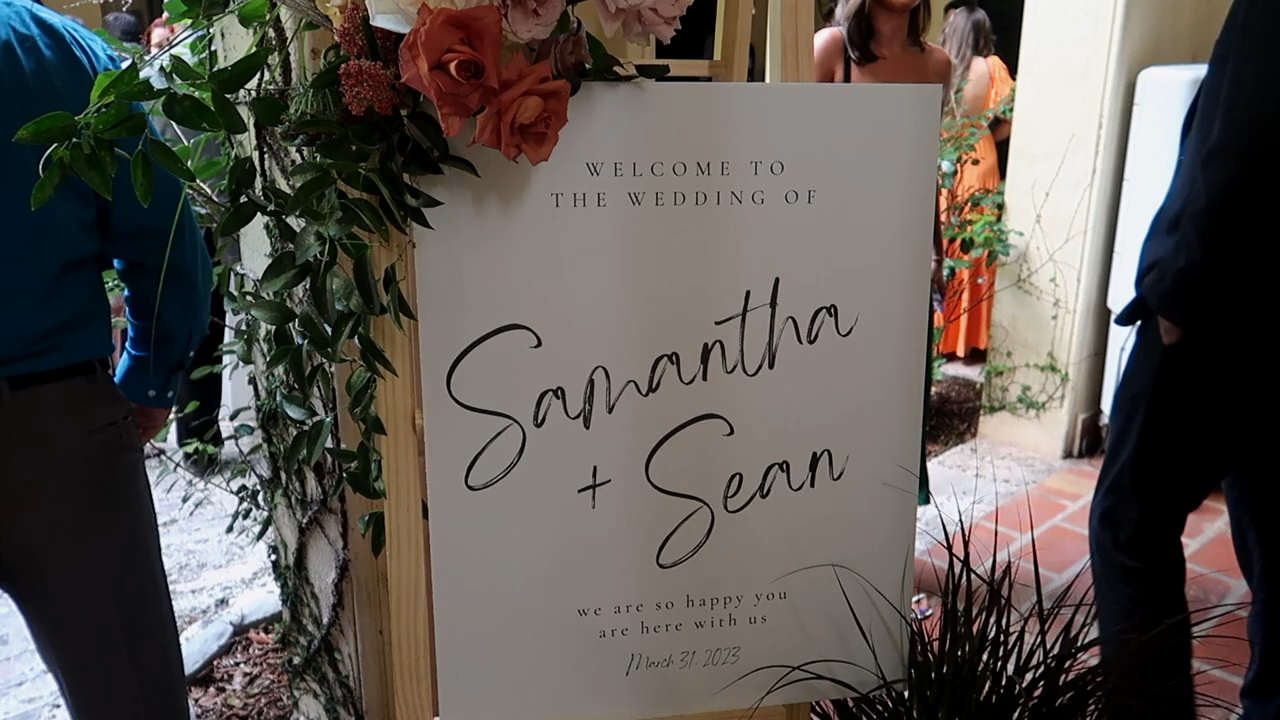 WELCOME TO
THE WEDDING OF
Samantha
+ Sean
we are so happy you
are here with us
March 31. 2023